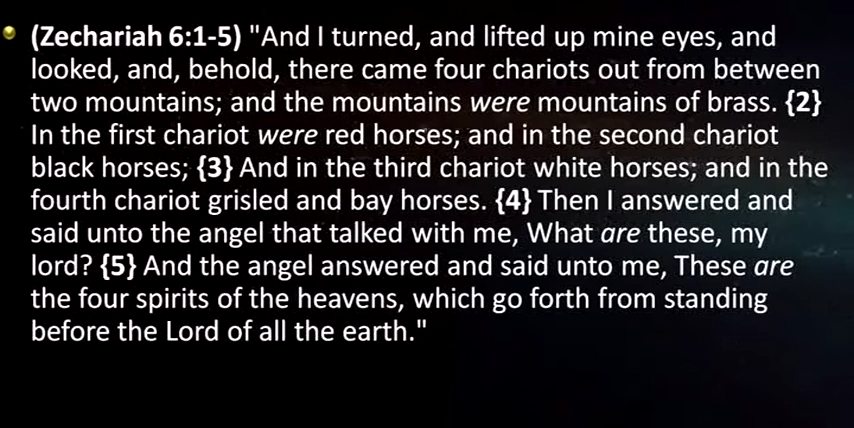 (Zechariah 6:1-5) "And I turned, and lifted up mine eyes, and
looked, and, behold, there came four chariots out from between
two mountains; and the mountains were mountains of brass. {2}
In the first chariot were red horses; and in the second chariot
black horses; {3} And in the third chariot white horses; and in the
fourth chariot grisled and bay horses. {4} Then I answered and
said unto the angel that talked with me, What are these, my
lord? {5} And the angel answered and said unto me, These are
the four spirits of the heavens, which go forth from standing
before the Lord of all the earth."